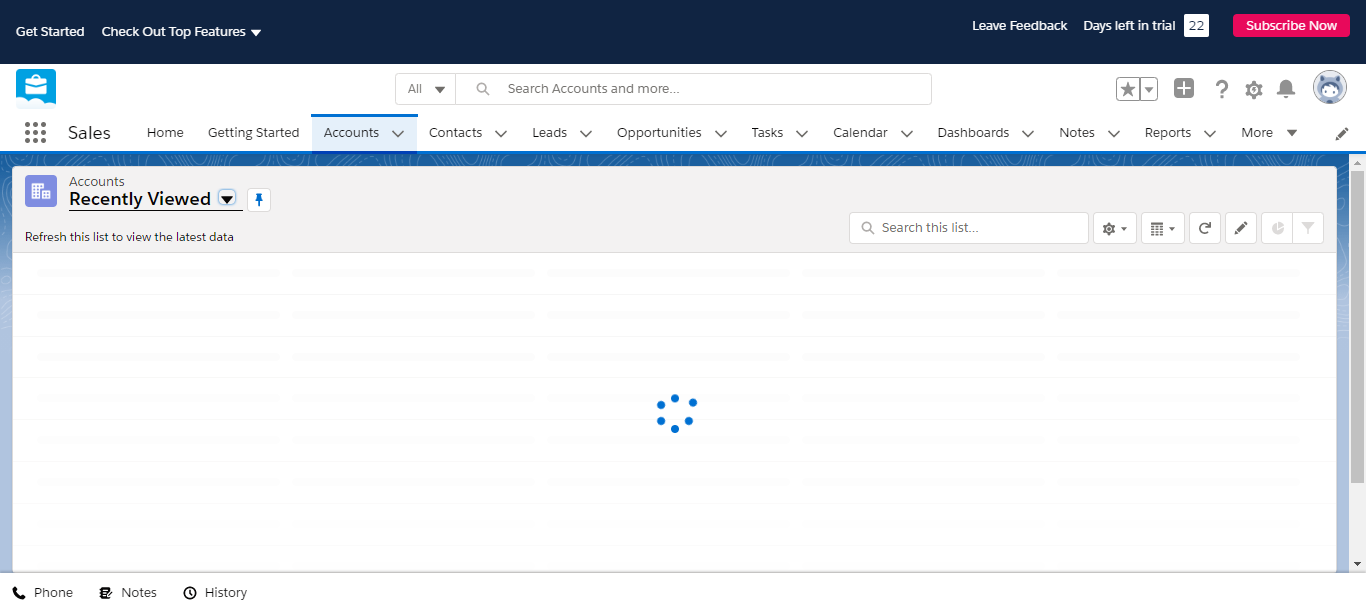 Get Started Check Out Top Features Leave Feedback Days left in trial 22 Subscribe Now
All Search Accounts and more...
Sales Home Getting Started Accounts Contacts Leads Opportunities Tasks Calendar Dashboards Notes Reports More
Accounts
Recently Viewed
Search this list...
Refresh this list to view the latest data
Phone Notes History